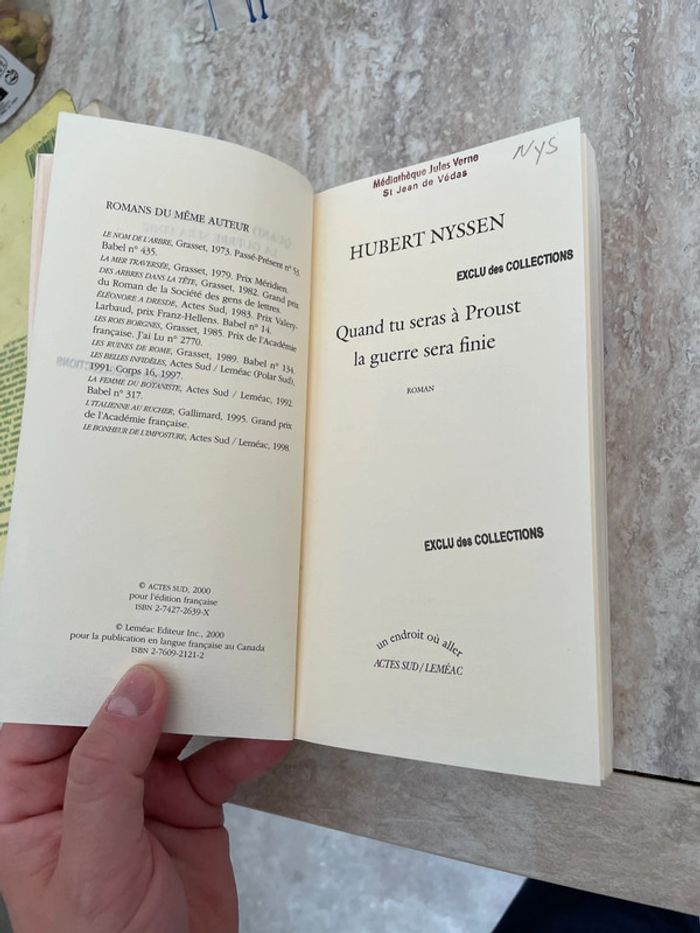 ROMANS DU MÊME AUTEUR
LE NOM DE L'ARBRE, Grasset, 1973. Passé-Présent n° 53.
Babel n° 435.
LA MER TRAVERSÉE, Grasset, 1979. Prix Méridien.
DES ARBRES DANS LA TÊTE, Grasset, 1982. Grand prix
du Roman de la Société des gens de lettres.
ÉLÉONORE A DRESDE, Actes Sud, 1983. Prix Valery-
Larbaud, prix Franz-Hellens. Babel n° 14.
LES ROIS BORGNES, Grasset, 1985. Prix de l'Académie
française. J'ai Lu n° 2770.
LES RUINES DE ROME, Grasset, 1989. Babel n° 134.
LES BELLES INFIDÈLES, Actes Sud / Leméac (Polar Sud),
1991. Corps 16, 1997.
LA FEMME DU BOTANISTE, Actes Sud / Leméac, 1992.
Babel n° 317.
L'ITALIENNE AU RUCHER, Gallimard, 1995. Grand prix
de l'Académie française.
LE BONHEUR DE L'IMPOSTURE, Actes Sud / Leméac, 1998.
© ACTES SUD, 2000
pour l'édition française
ISBN 2-7427-2639-X
© Leméac Editeur Inc., 2000
pour la publication en langue française au Canada
ISBN 2-7609-2121-2
NYS
Médiathèque Jules Verne
St Jean de Védas
HUBERT NYSSEN
EXCLU des COLLECTIONS
Quand tu seras à Proust
la guerre sera finie
ROMAN
EXCLU des COLLECTIONS
un endroit où aller
ACTES SUD/LEMÉAC